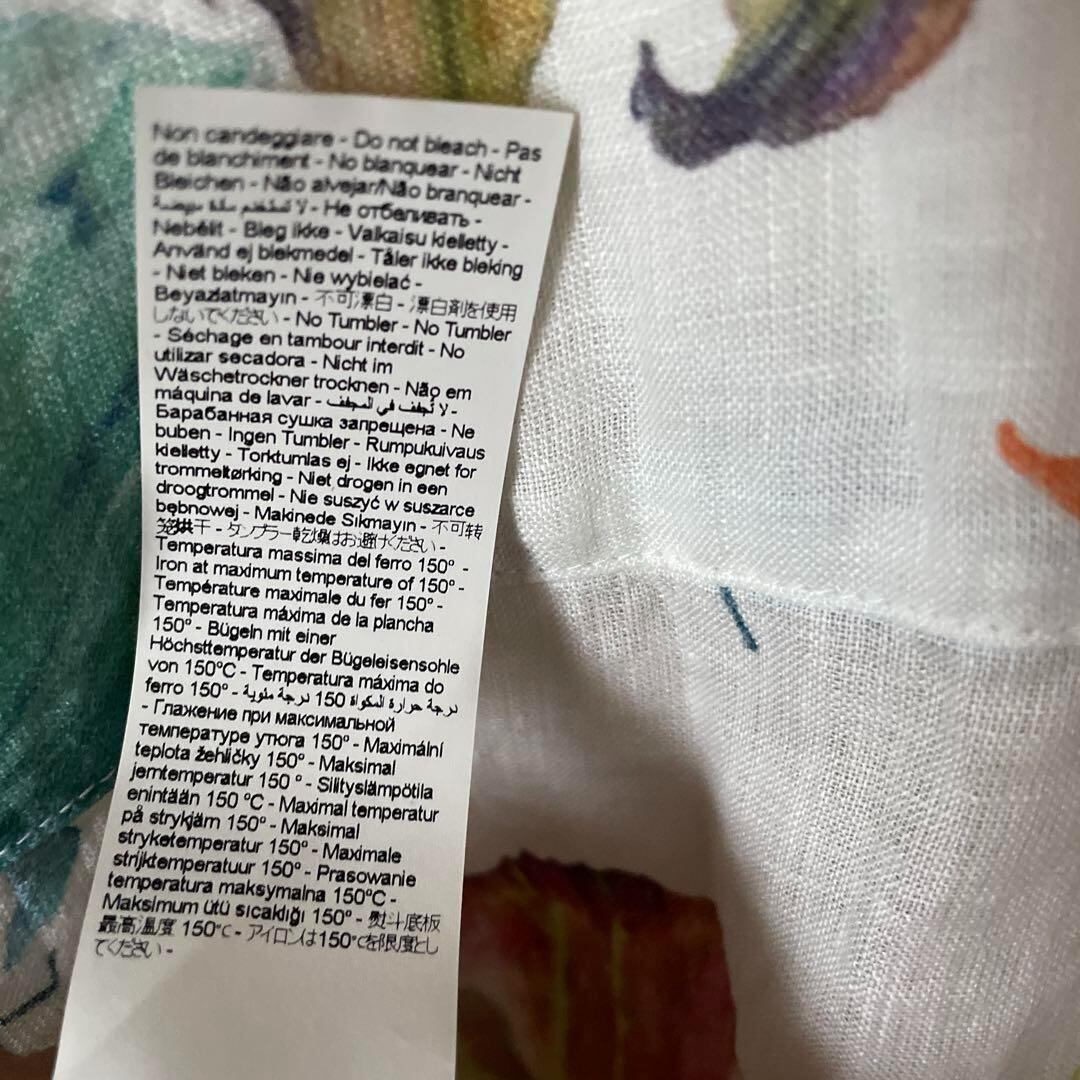 Non candeggiare - Do not bleach - Pas
de blanchiment - No blanquear - Nicht
Bleichen - Não alvejar/Não branquear -
لا تستخدم مادة مبيضة - Не отбеливать -
Nebělit - Bleg ikke - Valkaisu kielletty -
Använd ej blekmedel - Tåler ikke bleking
- Niet bleken - Nie wybielać -
Beyazlatmayın - 不可漂白 - 漂白剤を使用
しないでください - No Tumbler - No Tumbler
- Séchage en tambour interdit - No
utilizar secadora - Nicht im
Wäschetrockner trocknen - Não em
máquina de lavar - لا تُجفف في المجفف -
Барабанная сушка запрещена - Ne
buben - Ingen Tumbler - Rumpukuivaus
kielletty - Torktumlas ej - Ikke egnet for
trommeltørking - Niet drogen in een
droogtrommel - Nie suszyć w suszarce
bębnowej - Makinede Sıkmayın - 不可转
笼烘干 - タンブラー乾燥はお避けください -
Temperatura massima del ferro 150° -
Iron at maximum temperature of 150° -
Température maximale du fer 150° -
Temperatura máxima de la plancha
150° - Bügeln mit einer
Höchsttemperatur der Bügeleisensohle
von 150°C - Temperatura máxima do
ferro 150° - درجة حرارة المكواة 150 درجة مئوية
- Глажение при максимальной
температуре утюга 150° - Maximální
teplota žehličky 150° - Maksimal
jerntemperatur 150 ° - Silityslämpötila
enintään 150 °C - Maximal temperatur
på strykjärn 150° - Maksimal
stryketemperatur 150° - Maximale
strijktemperatuur 150° - Prasowanie
temperatura maksymalna 150°C -
Maksimum ütü sıcaklığı 150° - 熨斗底板
最高温度 150°C - アイロンは150°Cを限度とし
てください -